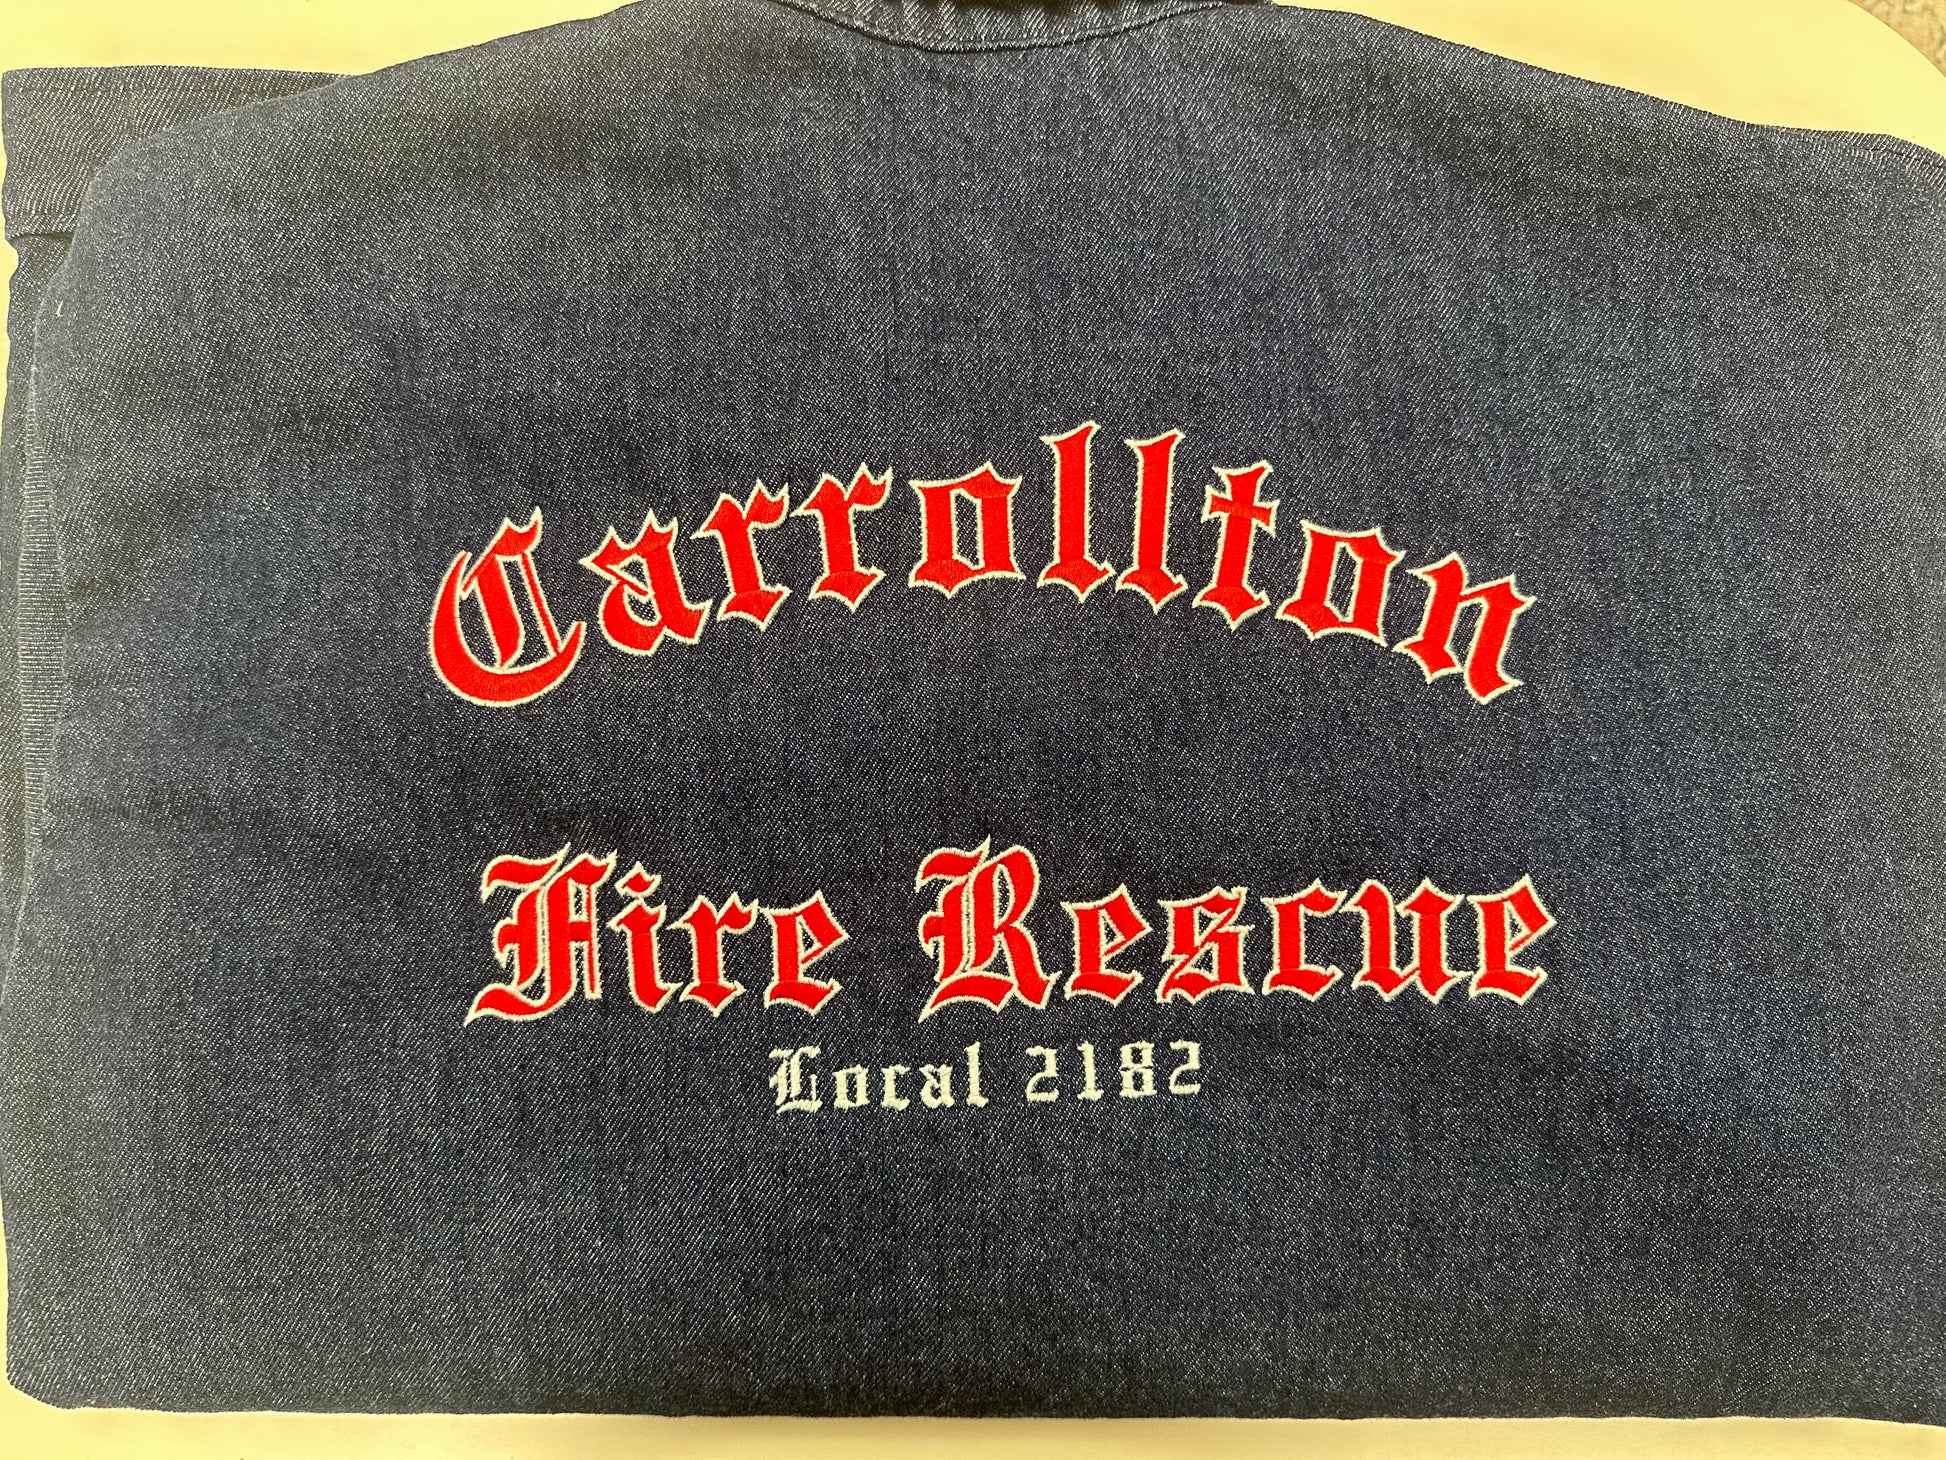 Carrollton
Fire Rescue
Local 2182